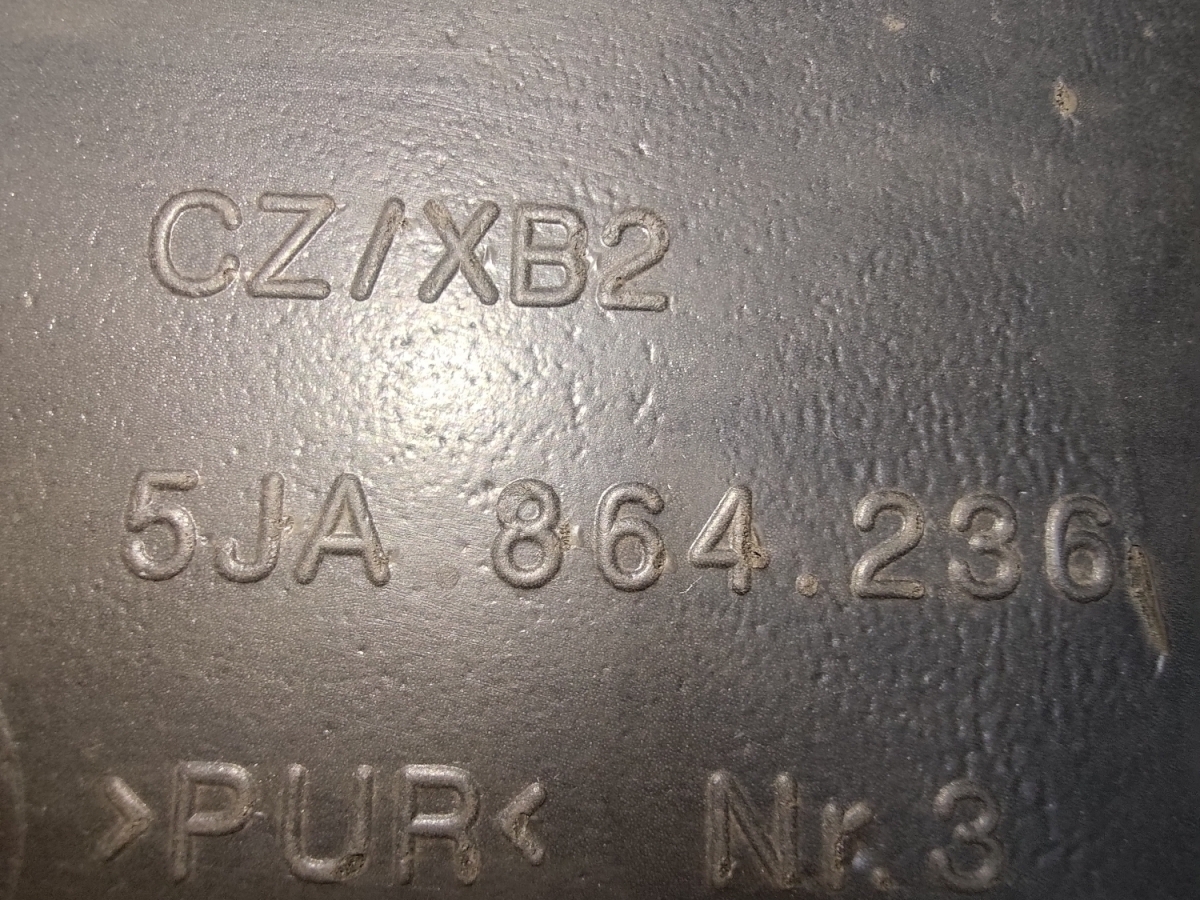 CZ/XB2
5JA 864.236
>PUR< Nr.3